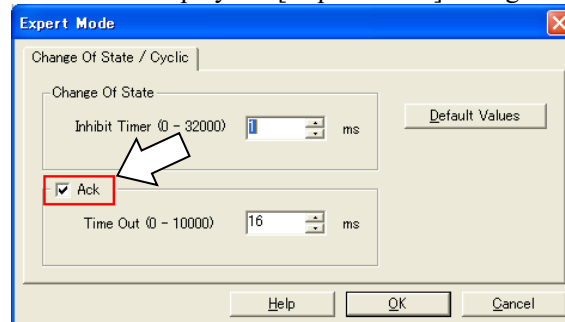 Expert Mode
Change Of State / Cyclic
Change Of State
Inhibit Timer (0 - 32000) 1 ms
Default Values
Ack
Time Out (0 - 10000) 16 ms
Help OK Cancel